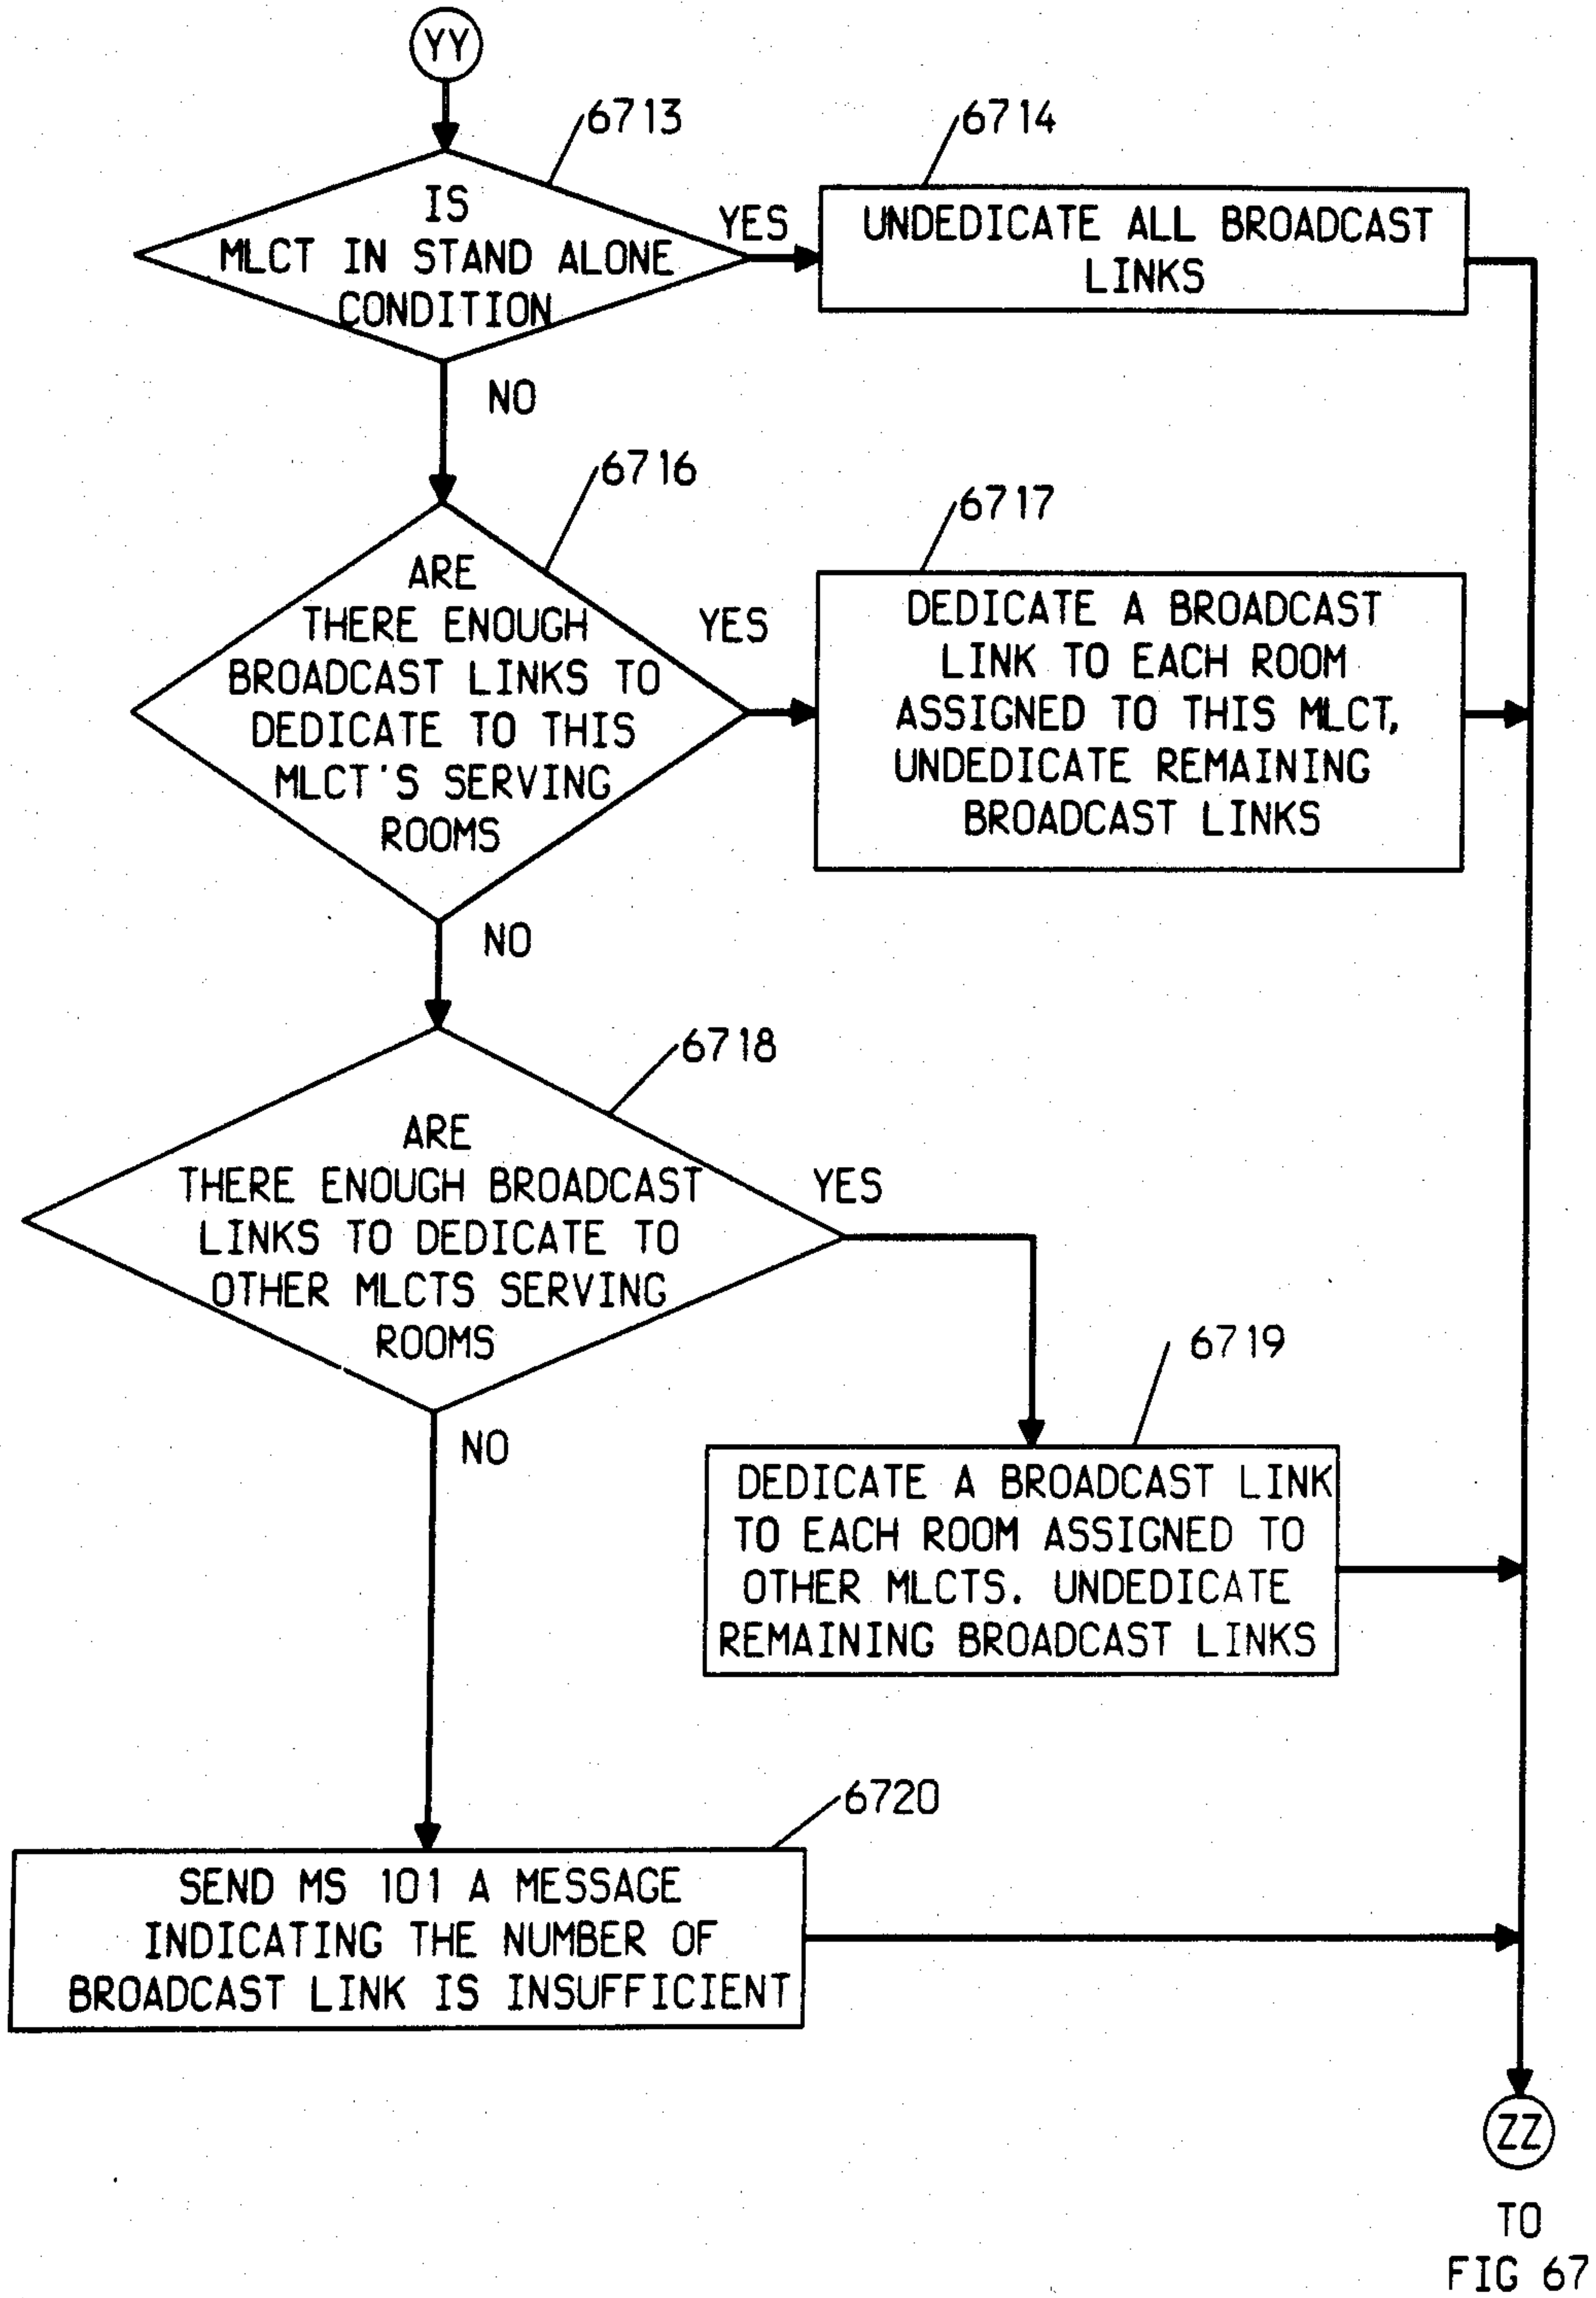 YY
6713
IS
MLCT IN STAND ALONE
CONDITION
YES
6714
UNDEDICATE ALL BROADCAST
LINKS
NO
6716
ARE
THERE ENOUGH
BROADCAST LINKS TO
DEDICATE TO THIS
MLCT'S SERVING
ROOMS
YES
6717
DEDICATE A BROADCAST
LINK TO EACH ROOM
ASSIGNED TO THIS MLCT,
UNDEDICATE REMAINING
BROADCAST LINKS
NO
6718
ARE
THERE ENOUGH BROADCAST
LINKS TO DEDICATE TO
OTHER MLCTS SERVING
ROOMS
YES
6719
DEDICATE A BROADCAST LINK
TO EACH ROOM ASSIGNED TO
OTHER MLCTS. UNDEDICATE
REMAINING BROADCAST LINKS
NO
6720
SEND MS 101 A MESSAGE
INDICATING THE NUMBER OF
BROADCAST LINK IS INSUFFICIENT
ZZ
TO
FIG 67